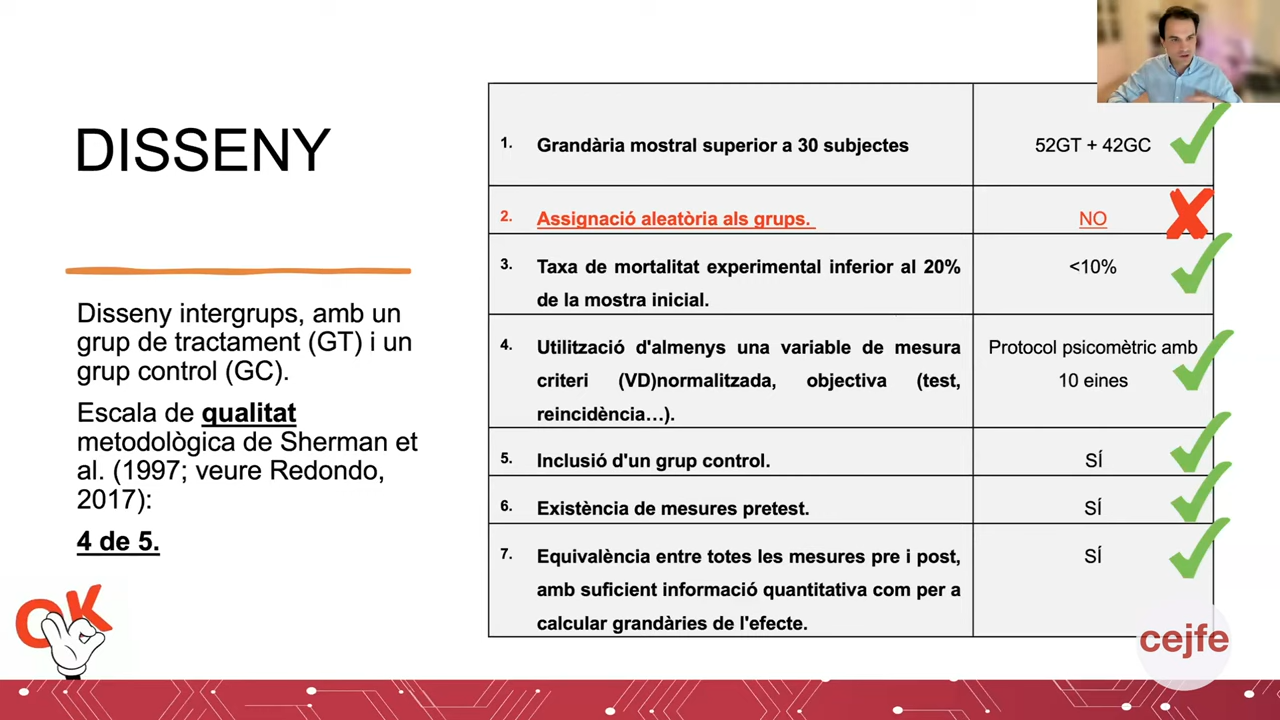 DISSENY
Disseny intergrups, amb un
grup de tractament (GT) i un
grup control (GC).
Escala de qualitat
metodològica de Sherman et
al. (1997; veure Redondo,
2017):
4 de 5.
OK
1. Grandària mostral superior a 30 subjectes 52GT + 42GC
2. Assignació aleatòria als grups. NO
3. Taxa de mortalitat experimental inferior al 20% <10%
de la mostra inicial.
4. Utilització d'almenys una variable de mesura Protocol psicomètric amb
criteri (VD)normalitzada, objectiva (test, 10 eines
reincidència…).
5. Inclusió d'un grup control. SÍ
6. Existència de mesures pretest. SÍ
7. Equivalència entre totes les mesures pre i post, SÍ
amb suficient informació quantitativa com per a
calcular grandàries de l'efecte.
cejfe